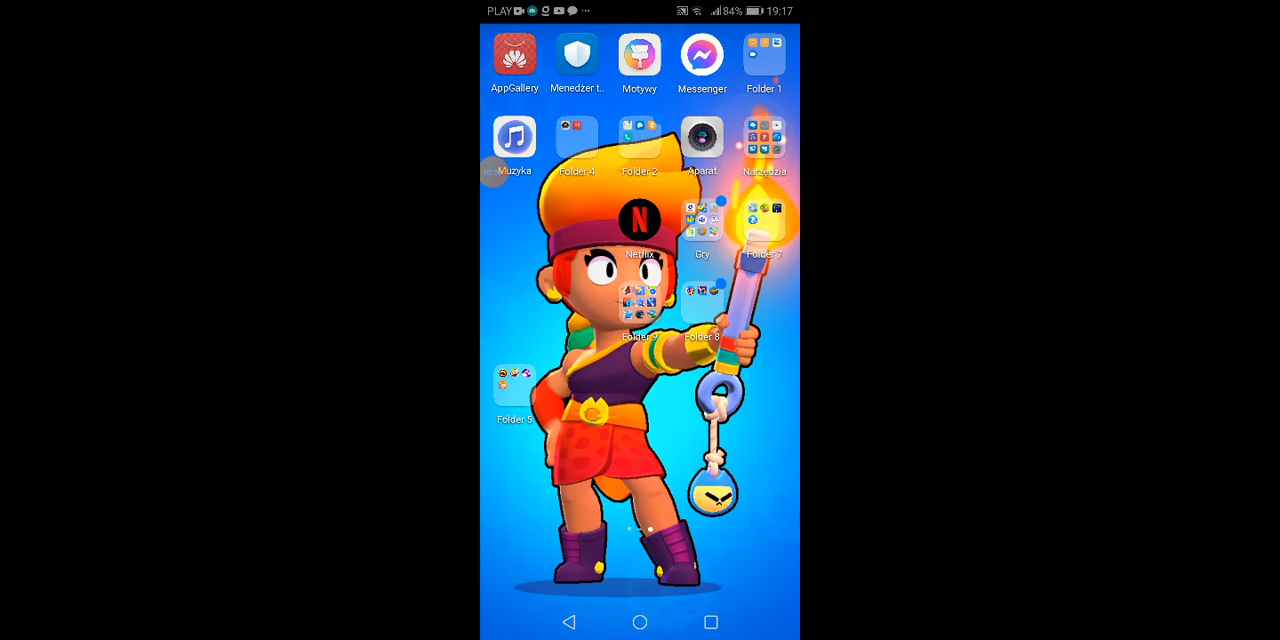 PLAY 84% 19:17
AppGallery Menedżer t.. Motywy Messenger Folder 1
Muzyka Folder 4 Folder 2 Aparat Narzędzia
N
Netflix Gry Folder 7
Folder 9 Folder 8
Folder 5